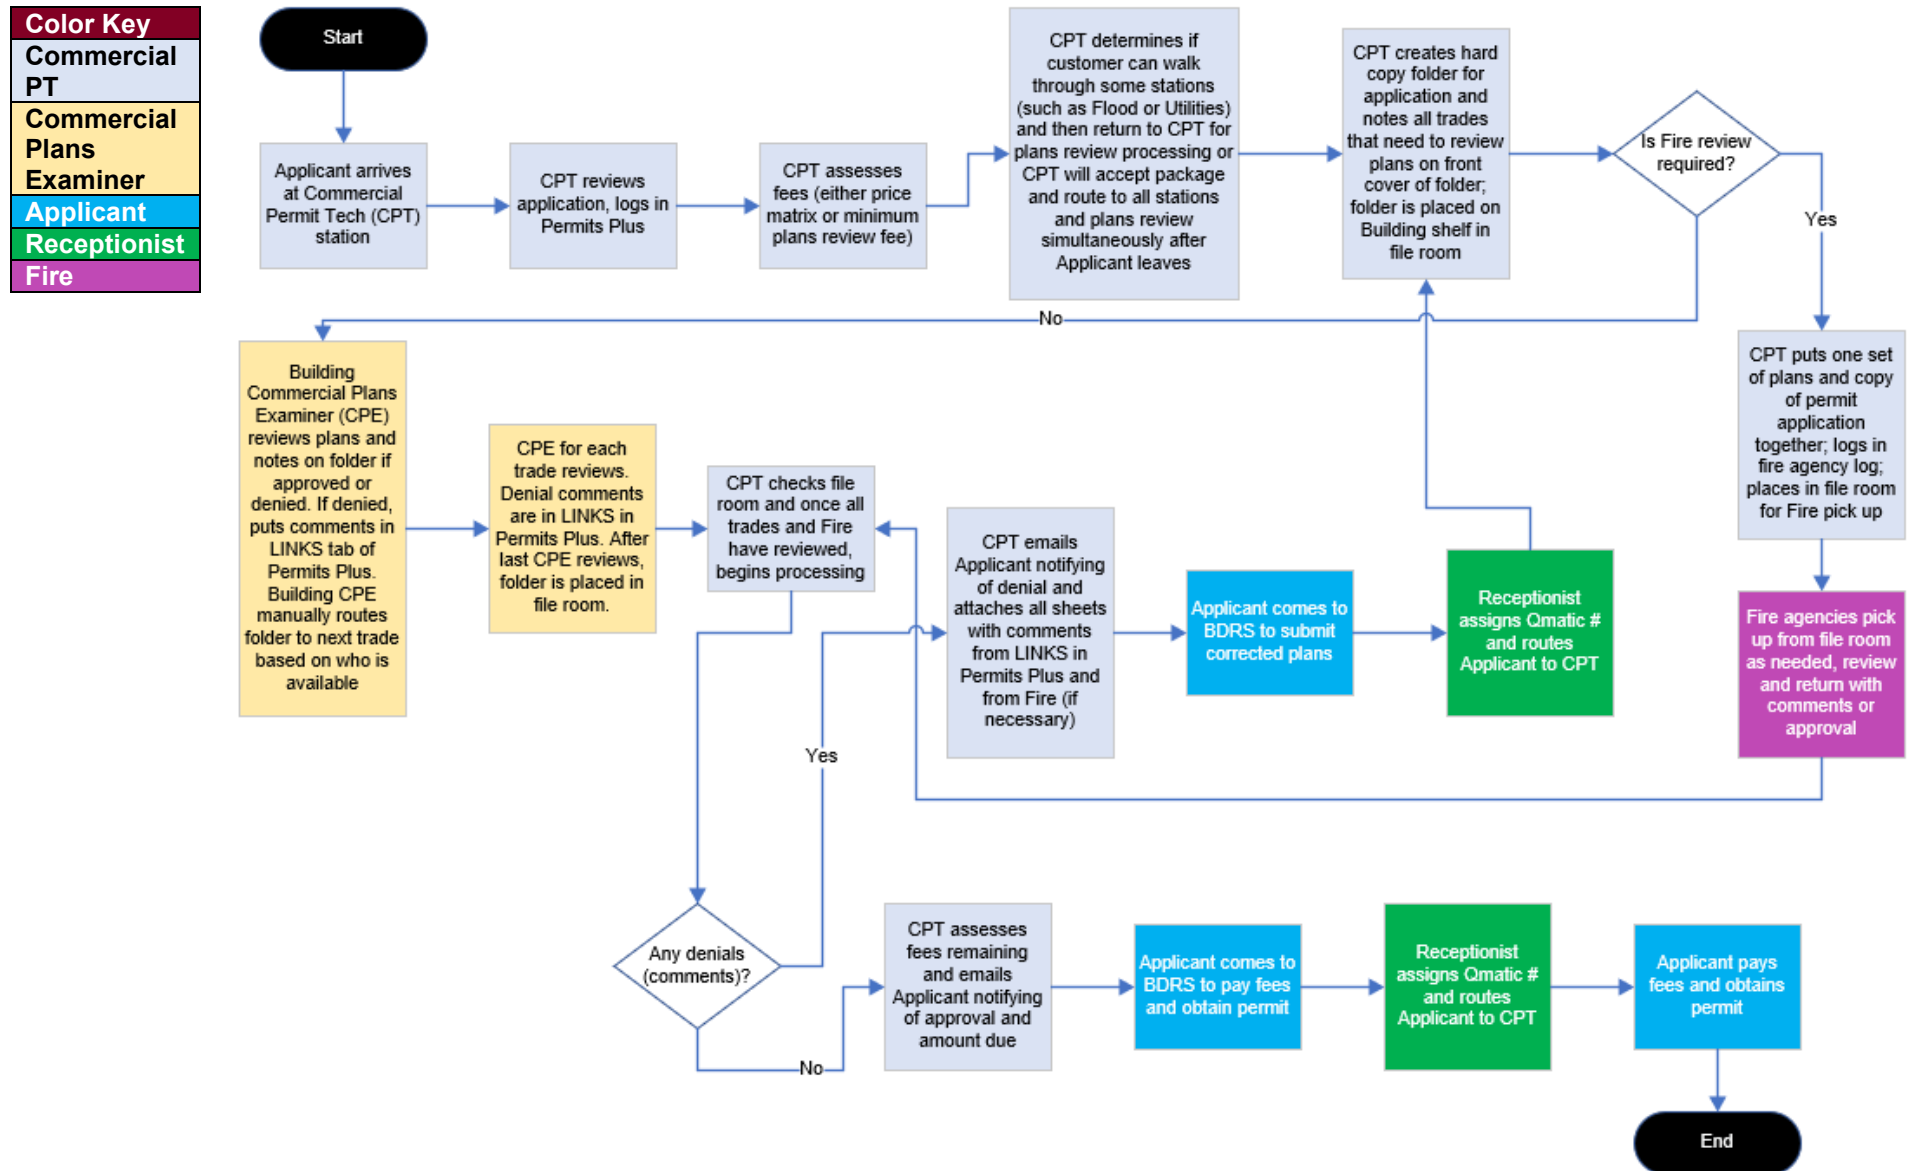 Color Key
Commercial
PT
Commercial
Plans
Examiner
Applicant
Receptionist
Fire
Start
Applicant arrives
at Commercial
Permit Tech (CPT)
station
CPT reviews
application, logs in
Permits Plus
CPT assesses
fees (either price
matrix or minimum
plans review fee)
CPT determines if
customer can walk
through some stations
(such as Flood or Utilities)
and then return to CPT for
plans review processing or
CPT will accept package
and route to all stations
and plans review
simultaneously after
Applicant leaves
CPT creates hard
copy folder for
application and
notes all trades
that need to review
plans on front
cover of folder;
folder is placed on
Building shelf in
file room
Is Fire review
required?
Yes
No
CPT puts one set
of plans and copy
of permit
application
together; logs in
fire agency log;
places in file room
for Fire pick up
Fire agencies pick
up from file room
as needed, review
and return with
comments or
approval
Building
Commercial Plans
Examiner (CPE)
reviews plans and
notes on folder if
approved or
denied. If denied,
puts comments in
LINKS tab of
Permits Plus.
Building CPE
manually routes
folder to next trade
based on who is
available
CPE for each
trade reviews.
Denial comments
are in LINKS in
Permits Plus. After
last CPE reviews,
folder is placed in
file room.
CPT checks file
room and once all
trades and Fire
have reviewed,
begins processing
CPT emails
Applicant notifying
of denial and
attaches all sheets
with comments
from LINKS in
Permits Plus and
from Fire (if
necessary)
Applicant comes to
BDRS to submit
corrected plans
Receptionist
assigns Qmatic #
and routes
Applicant to CPT
Yes
Any denials
(comments)?
No
CPT assesses
fees remaining
and emails
Applicant notifying
of approval and
amount due
Applicant comes to
BDRS to pay fees
and obtain permit
Receptionist
assigns Qmatic #
and routes
Applicant to CPT
Applicant pays
fees and obtains
permit
End